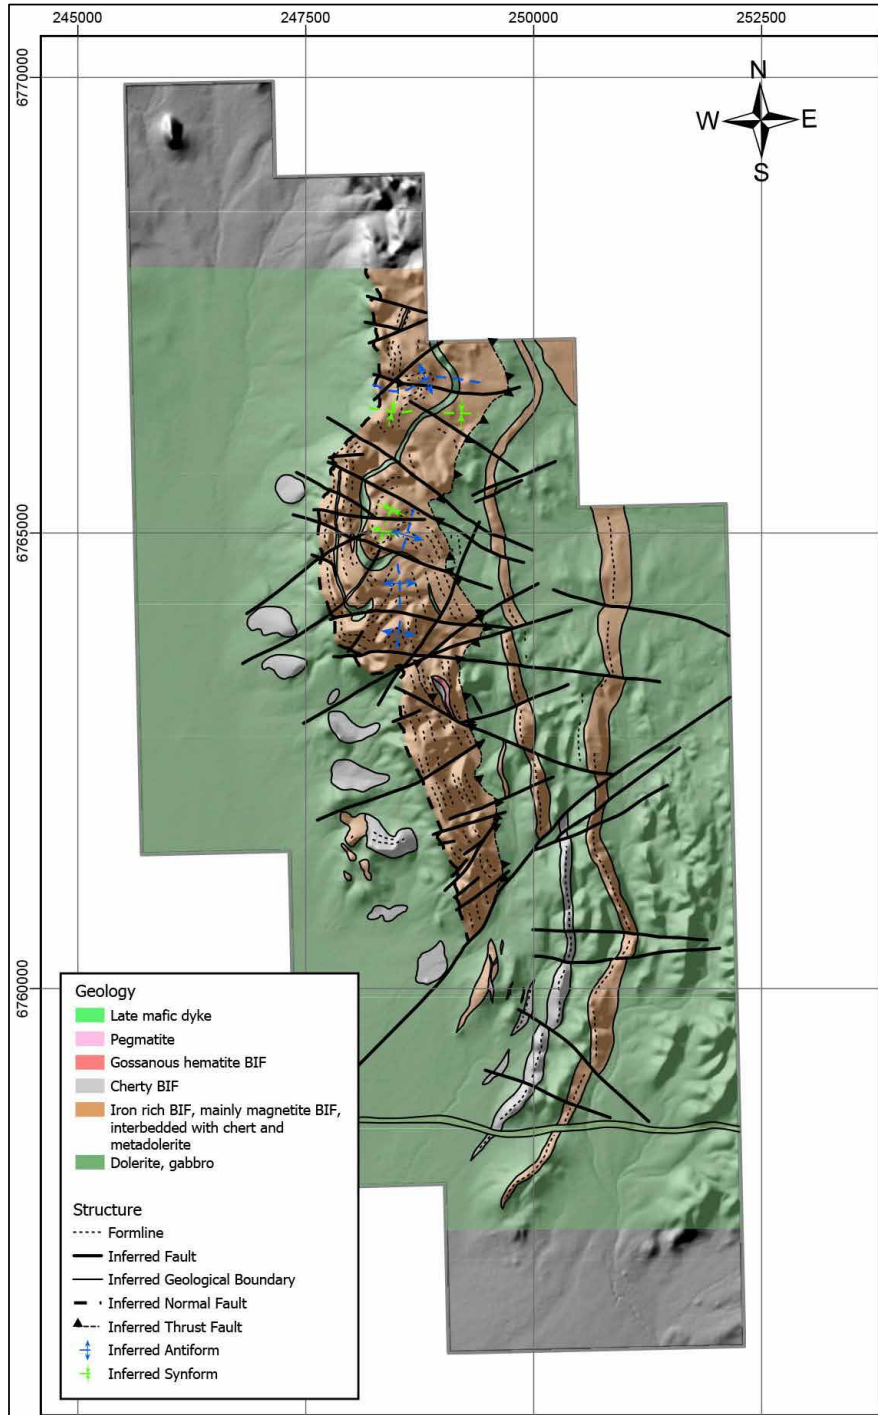 245000
247500
250000
252500
6770000
N
W
E
S
6765000
6760000
Geology
Late mafic dyke
Pegmatite
Gossanous hematite BIF
Cherty BIF
Iron rich BIF, mainly magnetite BIF,
interbedded with chert and
metadolerite
Dolerite, gabbro
Structure
Formline
Inferred Fault
Inferred Geological Boundary
Inferred Normal Fault
Inferred Thrust Fault
Inferred Antiform
Inferred Synform